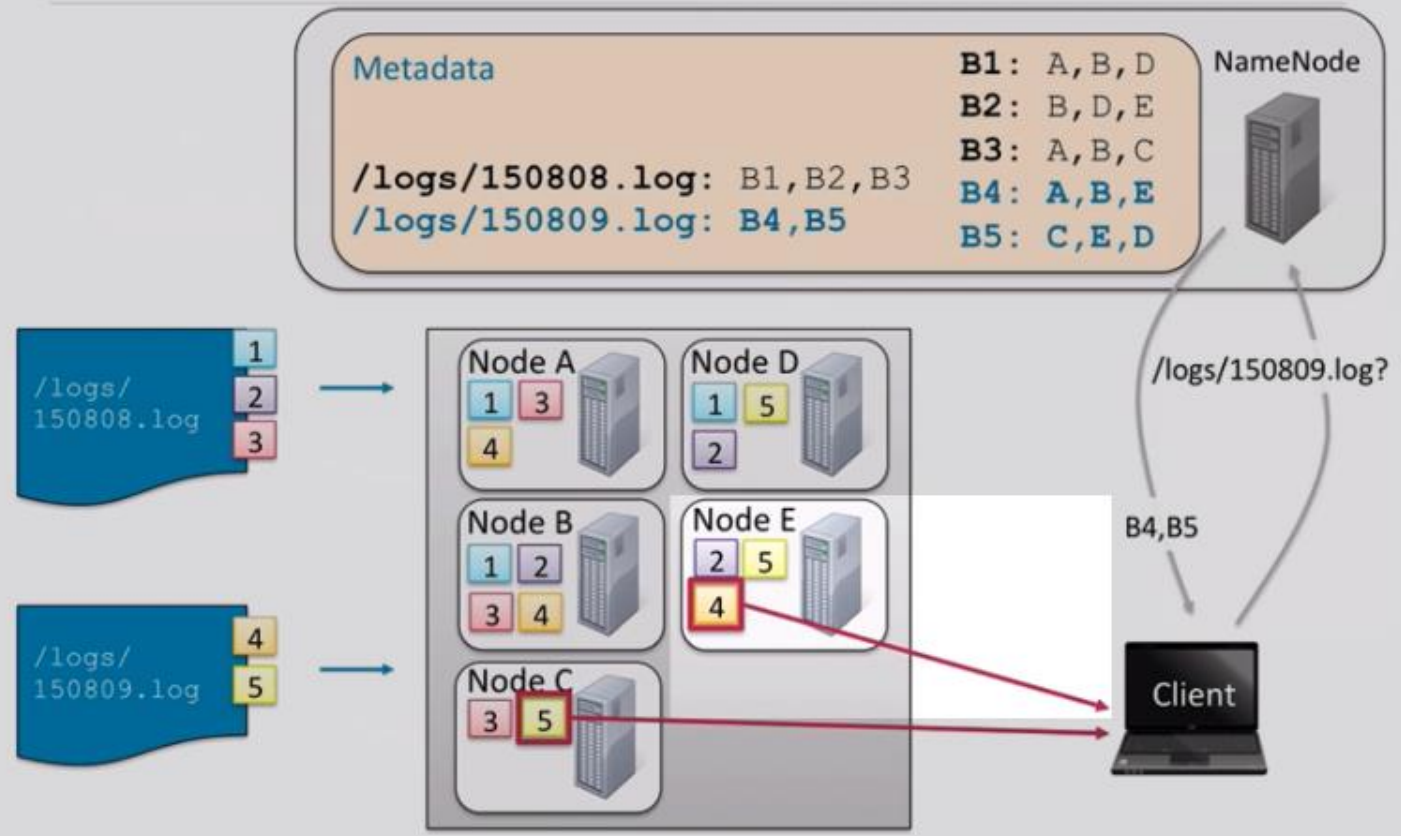 Metadata
/logs/150808.log: B1,B2,B3
/logs/150809.log: B4,B5
B1: A,B,D
B2: B,D,E
B3: A,B,C
B4: A,B,E
B5: C,E,D
NameNode
/logs/150809.log?
B4,B5
Client
/logs/
150808.log
1
2
3
/logs/
150809.log
4
5
Node A
1 3
4
Node D
1 5
2
Node B
1 2
3 4
Node E
2 5
4
Node C
3 5